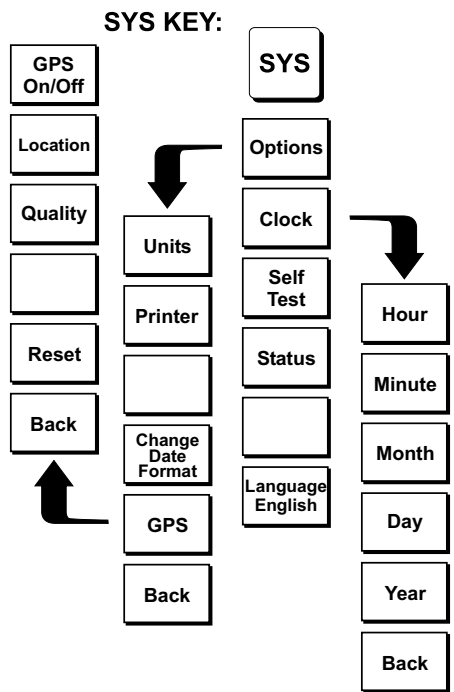 SYS KEY:
SYS
GPS
On/Off
Location
Quality
Reset
Back
Units
Printer
Change
Date
Format
GPS
Back
Options
Clock
Self
Test
Status
Language
English
Hour
Minute
Month
Day
Year
Back